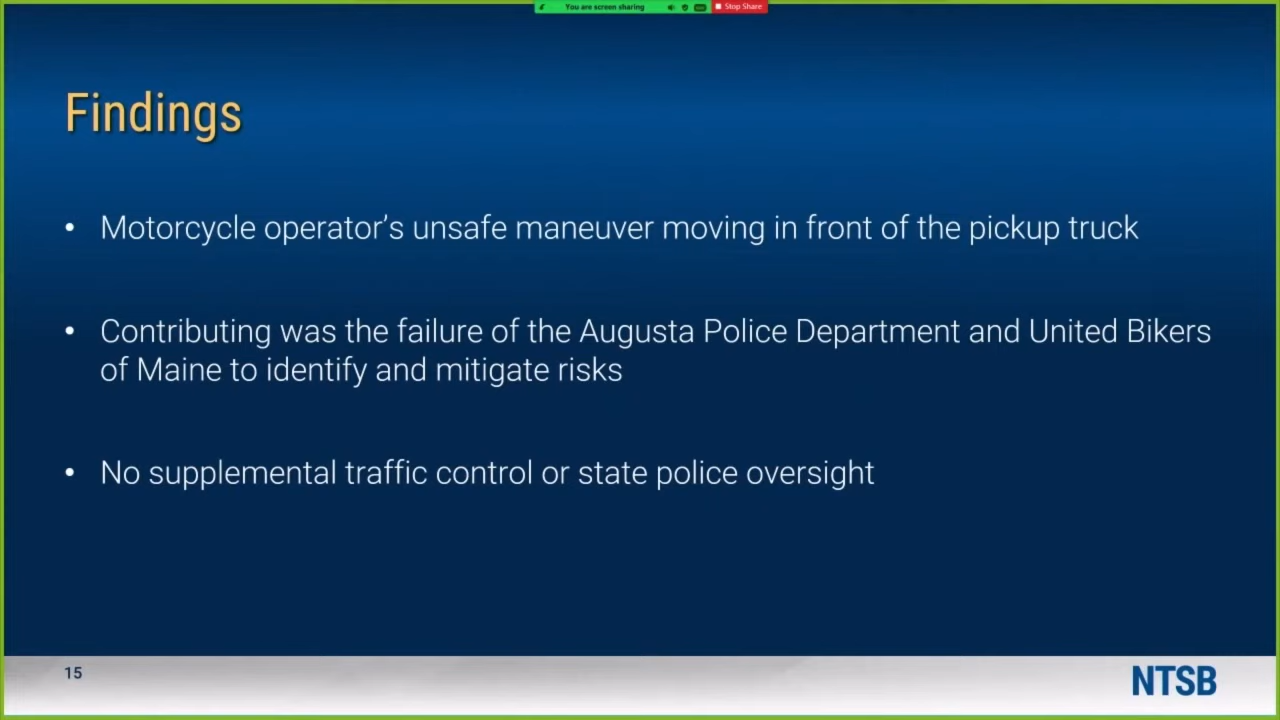 You are screen sharing
Stop Share
Findings
• Motorcycle operator’s unsafe maneuver moving in front of the pickup truck
• Contributing was the failure of the Augusta Police Department and United Bikers
of Maine to identify and mitigate risks
• No supplemental traffic control or state police oversight
15
NTSB